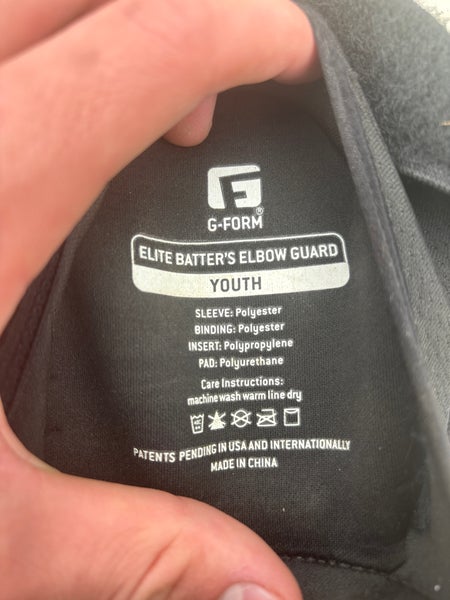 G-FORM®
ELITE BATTER'S ELBOW GUARD
YOUTH
SLEEVE: Polyester
BINDING: Polyester
INSERT: Polypropylene
PAD: Polyurethane
Care Instructions:
machine wash warm line dry
PATENTS PENDING IN USA AND INTERNATIONALLY
MADE IN CHINA